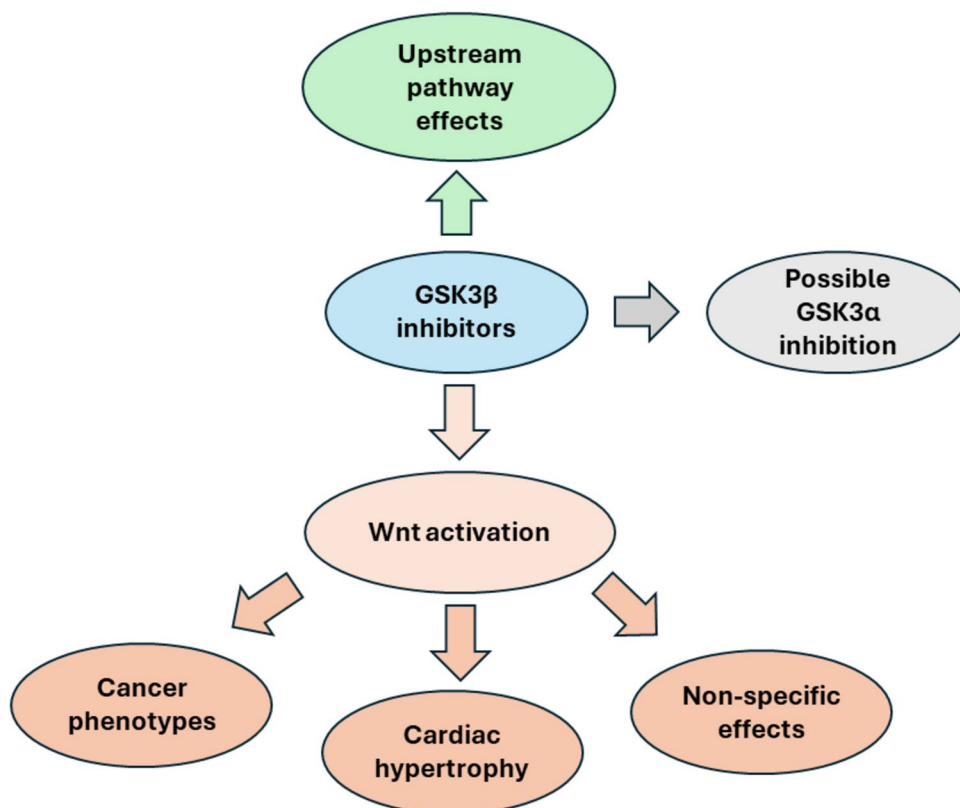 Upstream
pathway
effects
GSK3β
inhibitors
Possible
GSK3α
inhibition
Wnt activation
Cancer
phenotypes
Cardiac
hypertrophy
Non-specific
effects